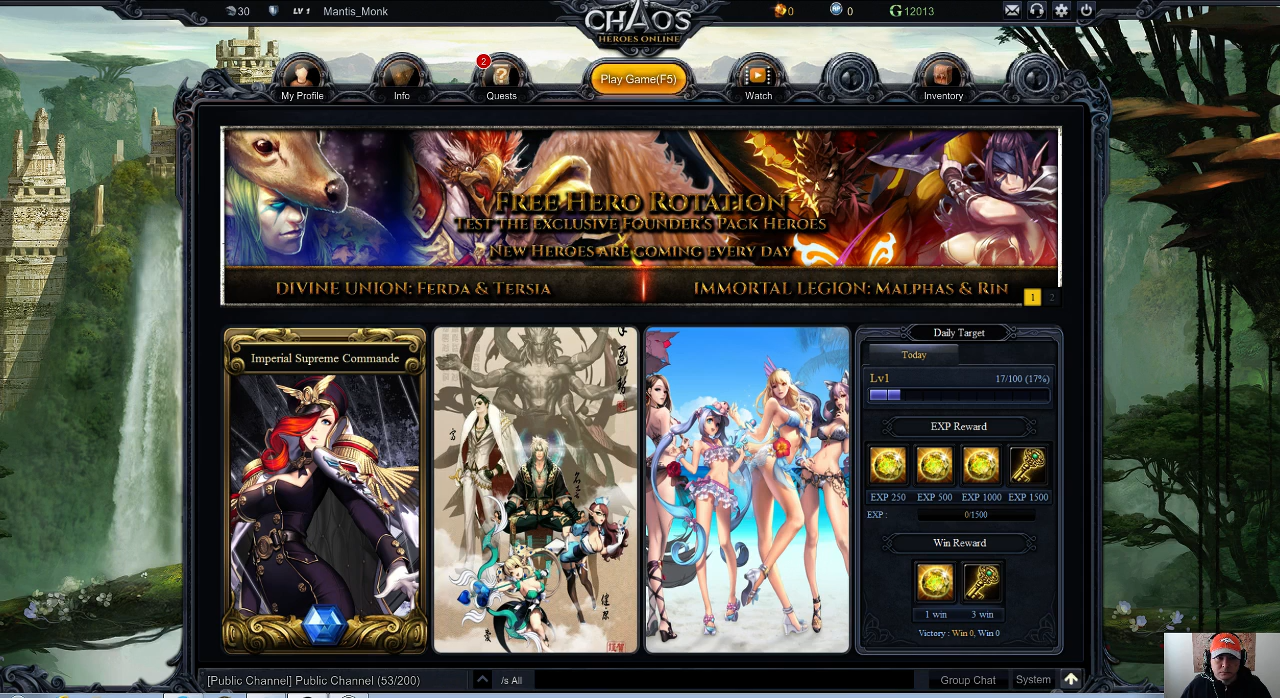 30
LV 1
Mantis_Monk
CHAOS
HEROES ONLINE
0
RP 0
G 12013
My Profile
Info
2
Quests
Play Game(F5)
Watch
Inventory
FREE HERO ROTATION
TEST THE EXCLUSIVE FOUNDER'S PACK HEROES
NEW HEROES ARE COMING EVERY DAY
DIVINE UNION: FERDA & TERSIA
IMMORTAL LEGION: MALPHAS & RIN
1 2
Imperial Supreme Commande
Daily Target
Today
Lv1
17/100 (17%)
EXP Reward
EXP 250 EXP 500 EXP 1000 EXP 1500
EXP : 0/1500
Win Reward
1 win 3 win
Victory : Win 0, Win 0
[Public Channel] Public Channel (53/200)
/s All
Group Chat
System